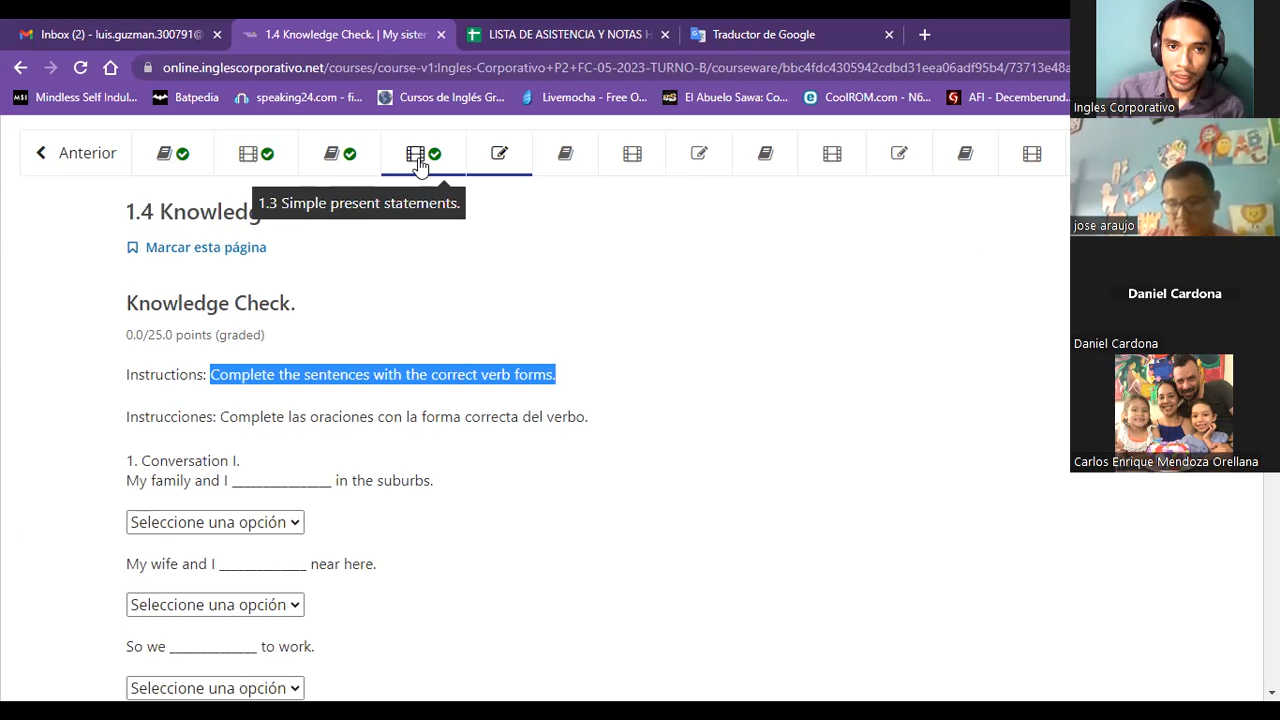 Inbox (2) - luis.guzman.300791@
1.4 Knowledge Check. | My sister
LISTA DE ASISTENCIA Y NOTAS H
Traductor de Google
online.inglescorporativo.net/courses/course-v1:Ingles-Corporativo+P2+FC-05-2023-TURNO-B/courseware/bbc4fdc4305942cdbd31eea06adf95b4/73713e48a
Mindless Self Indul...
Batpedia
speaking24.com - fi...
Cursos de Inglés Gr...
Livemocha - Free O...
El Abuelo Sawa: Co...
CoolROM.com - N6...
AFI - Decemberund...
Anterior
1.3 Simple present statements.
1.4 Knowledg
Marcar esta página
Knowledge Check.
0.0/25.0 points (graded)
Instructions: Complete the sentences with the correct verb forms.
Instrucciones: Complete las oraciones con la forma correcta del verbo.
1. Conversation I.
My family and I ________________ in the suburbs.
Seleccione una opción
My wife and I ______________ near here.
Seleccione una opción
So we ______________ to work.
Seleccione una opción
Ingles Corporativo
jose araujo
Daniel Cardona
Daniel Cardona
Carlos Enrique Mendoza Orellana